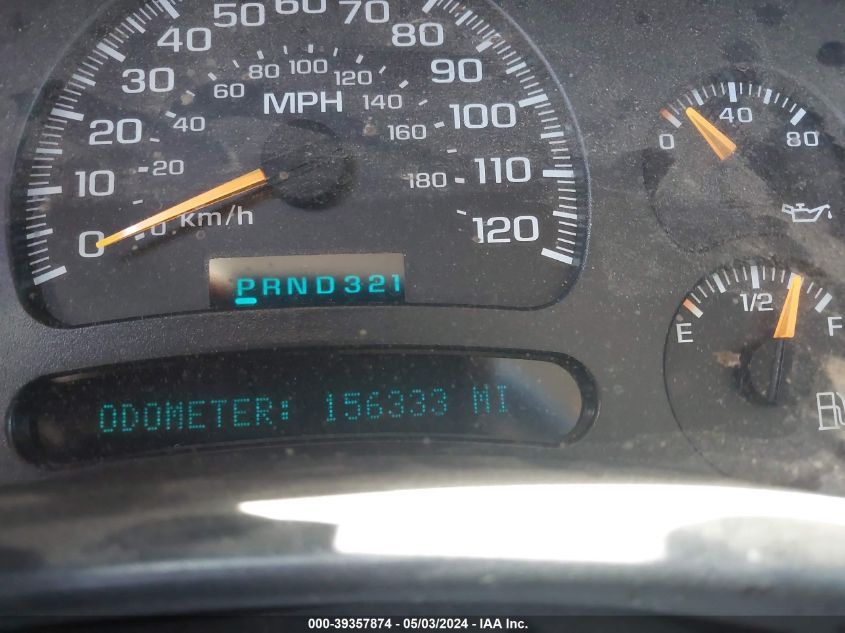 50 60 70
40 80
30 80 100 120 90
60 MPH 140
20 40 160 100
10 20 180 110
0 0 Km/h 120
PRND321
ODOMETER: 156333 MI
0 40 80
E 1/2 F
000-39357874 - 05/03/2024 - IAA Inc.